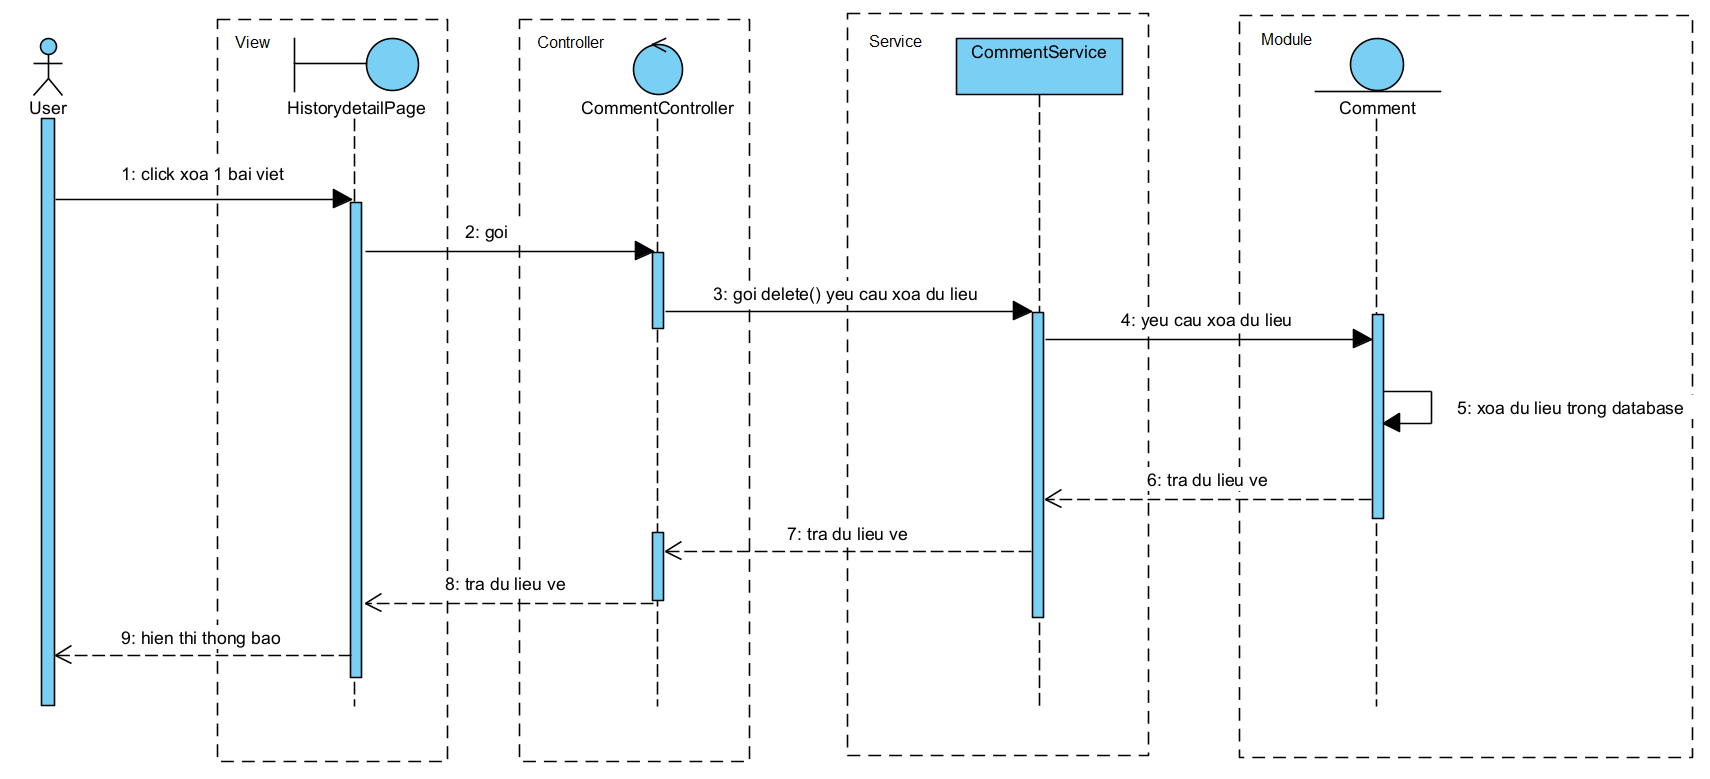 View
Controller
Service
Module
CommentService
User
HistorydetailPage
CommentController
Comment
1: click xoa 1 bai viet
2: goi
3: goi delete() yeu cau xoa du lieu
4: yeu cau xoa du lieu
5: xoa du lieu trong database
6: tra du lieu ve
7: tra du lieu ve
8: tra du lieu ve
9: hien thi thong bao